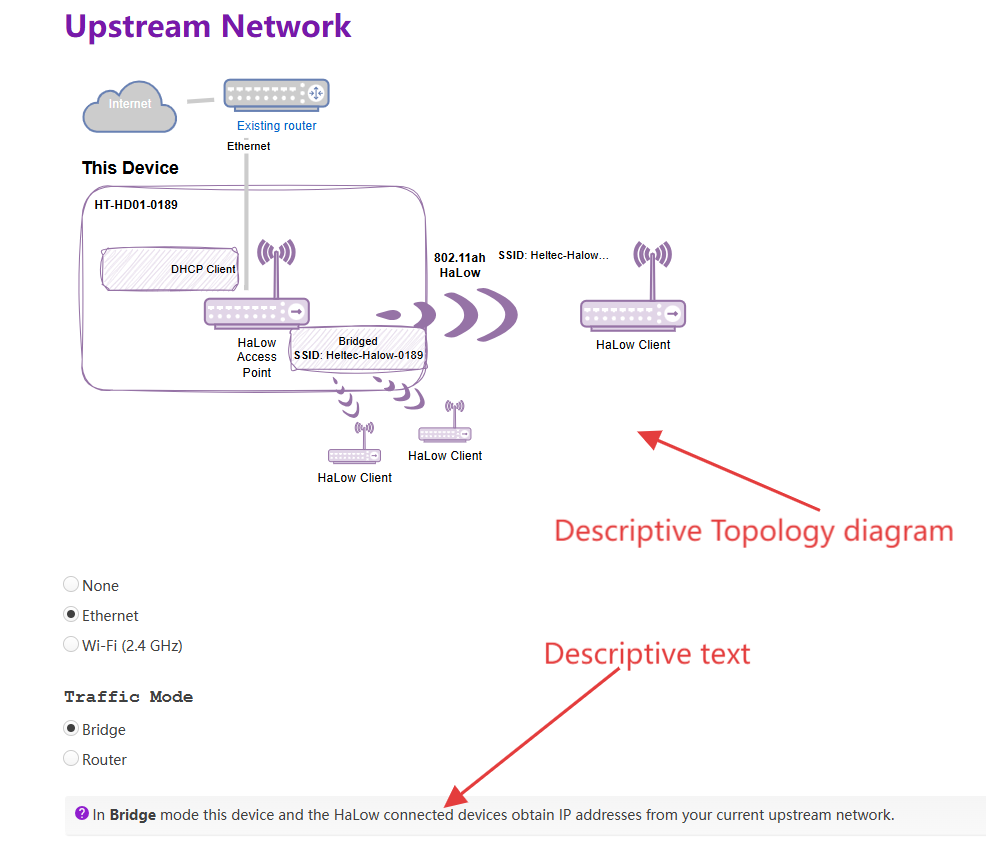 Upstream Network
Internet
Existing router
Ethernet
This Device
HT-HD01-0189
DHCP Client
802.11ah
HaLow
SSID: Heltec-Halow...
HaLow
Access
Point
Bridged
SSID: Heltec-Halow-0189
HaLow Client
HaLow Client
HaLow Client
Descriptive Topology diagram
None
Ethernet
Wi-Fi (2.4 GHz)
Descriptive text
Traffic Mode
Bridge
Router
? In Bridge mode this device and the HaLow connected devices obtain IP addresses from your current upstream network.